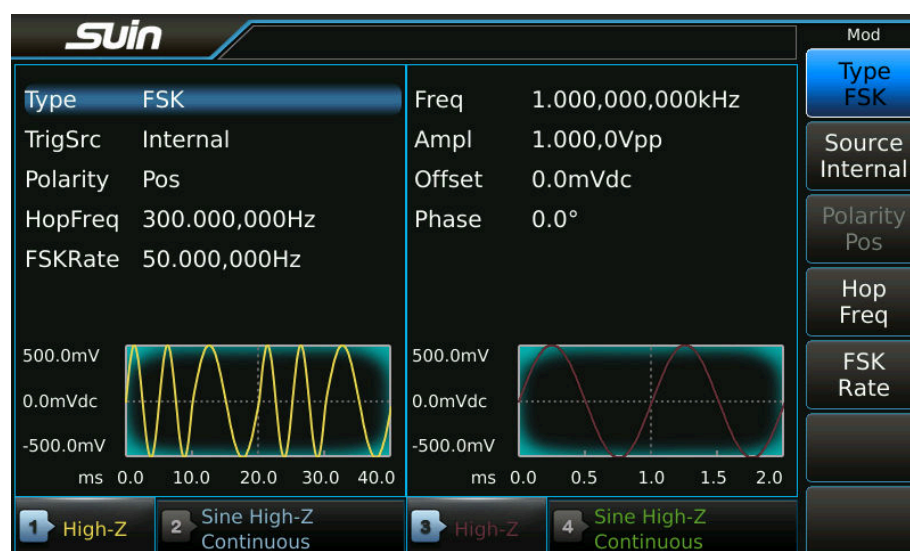 Suin
Mod
Type FSK
TrigSrc Internal
Polarity Pos
HopFreq 300.000,000Hz
FSKRate 50.000,000Hz
500.0mV
0.0mVdc
-500.0mV
ms 0.0 10.0 20.0 30.0 40.0
Freq 1.000,000,000kHz
Ampl 1.000,0Vpp
Offset 0.0mVdc
Phase 0.0°
500.0mV
0.0mVdc
-500.0mV
ms 0.0 0.5 1.0 1.5 2.0
Type
FSK
Source
Internal
Polarity
Pos
Hop
Freq
FSK
Rate
1 High-Z
2 Sine High-Z
Continuous
3 High-Z
4 Sine High-Z
Continuous